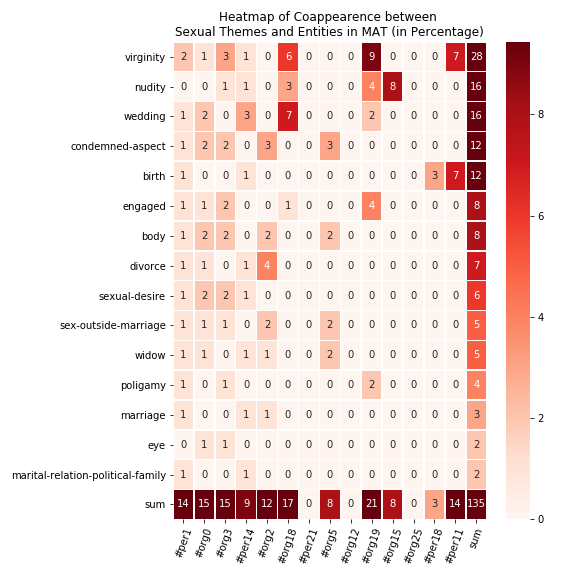 Heatmap of Coappearence between
Sexual Themes and Entities in MAT (in Percentage)
virginity 2 1 3 1 0 6 0 0 0 9 0 0 0 7 28
nudity 0 0 1 1 0 3 0 0 0 4 8 0 0 0 16
wedding 1 2 0 3 0 7 0 0 0 2 0 0 0 0 16
condemned-aspect 1 2 2 0 3 0 0 3 0 0 0 0 0 0 12
birth 1 0 0 1 0 0 0 0 0 0 0 0 3 7 12
engaged 1 1 2 0 0 1 0 0 0 4 0 0 0 0 8
body 1 2 2 0 2 0 0 2 0 0 0 0 0 0 8
divorce 1 1 0 1 4 0 0 0 0 0 0 0 0 0 7
sexual-desire 1 2 2 1 0 0 0 0 0 0 0 0 0 0 6
sex-outside-marriage 1 1 1 0 2 0 0 2 0 0 0 0 0 0 5
widow 1 1 0 1 1 0 0 2 0 0 0 0 0 0 5
poligamy 1 0 1 0 0 0 0 0 0 2 0 0 0 0 4
marriage 1 0 0 1 1 0 0 0 0 0 0 0 0 0 3
eye 0 1 1 0 0 0 0 0 0 0 0 0 0 0 2
marital-relation-political-family 1 0 0 1 0 0 0 0 0 0 0 0 0 0 2
sum 14 15 15 9 12 17 0 8 0 21 8 0 3 14 135
#per1 #org0 #org3 #per14 #org2 #org18 #per21 #org5 #org12 #org19 #org15 #org25 #per18 #per11 sum
8
6
4
2
0